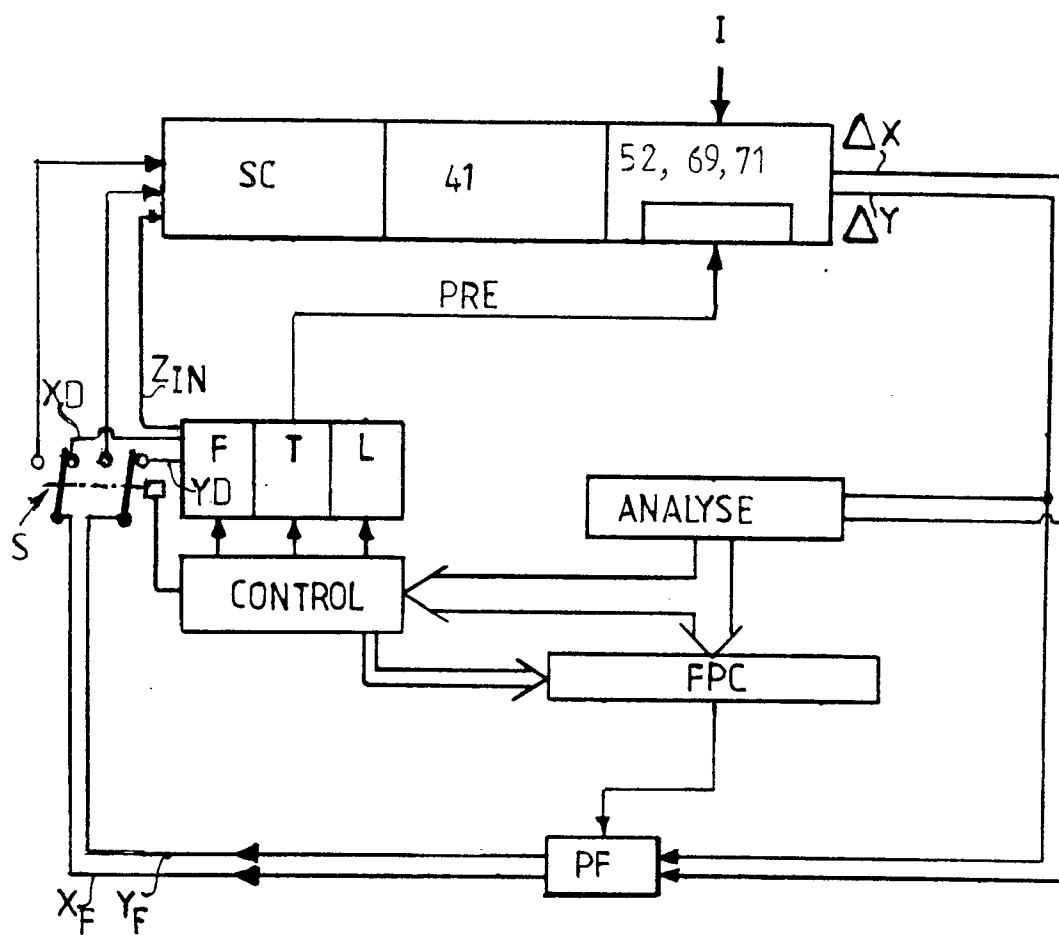 I
ΔX
SC
41
52, 69, 71
ΔY
PRE
ZIN
XD
F
T
L
YD
ANALYSE
S
CONTROL
FPC
PF
XF
YF